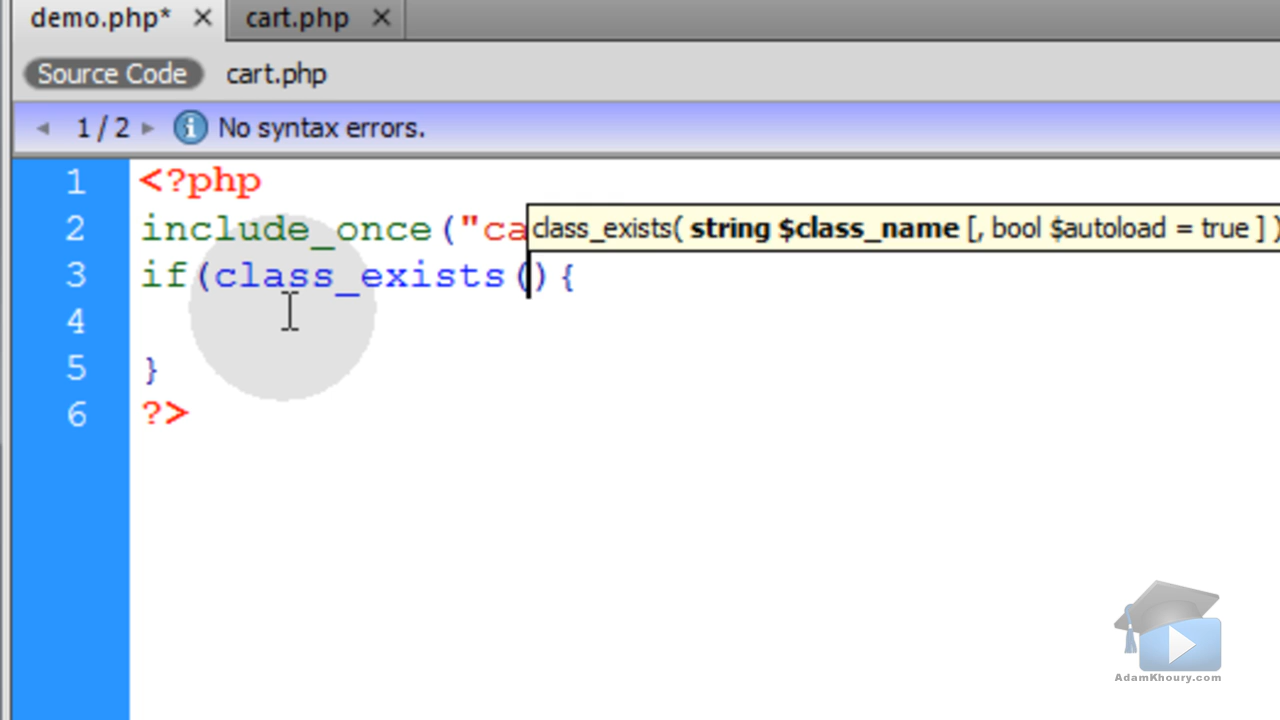 demo.php* × cart.php ×
Source Code cart.php
1 / 2 No syntax errors.
1 <?php
2 include_once("ca
class_exists( string $class_name [, bool $autoload = true ] )
3 if(class_exists(){
4
5 }
6 ?>
AdamKhoury.com